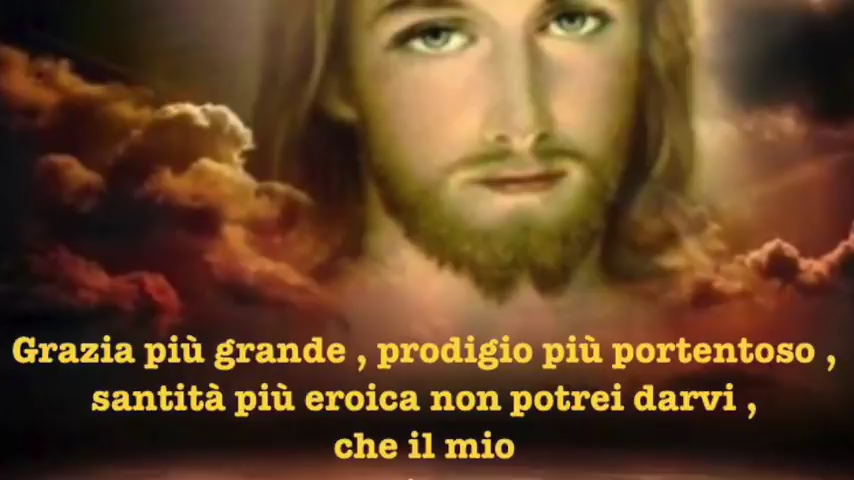 Grazia più grande , prodigio più portentoso ,
santità più eroica non potrei darvi ,
che il mio